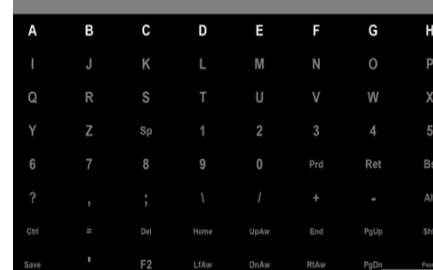 A B C D E F G H
I J K L M N O P
Q R S T U V W X
Y Z Sp 1 2 3 4 5
6 7 8 9 0 Prd Ret
? , ; \ / + -
Ctrl = Del Home UpAw End PgUp
Save ' F2 LfAw DnAw RtAw PgDn